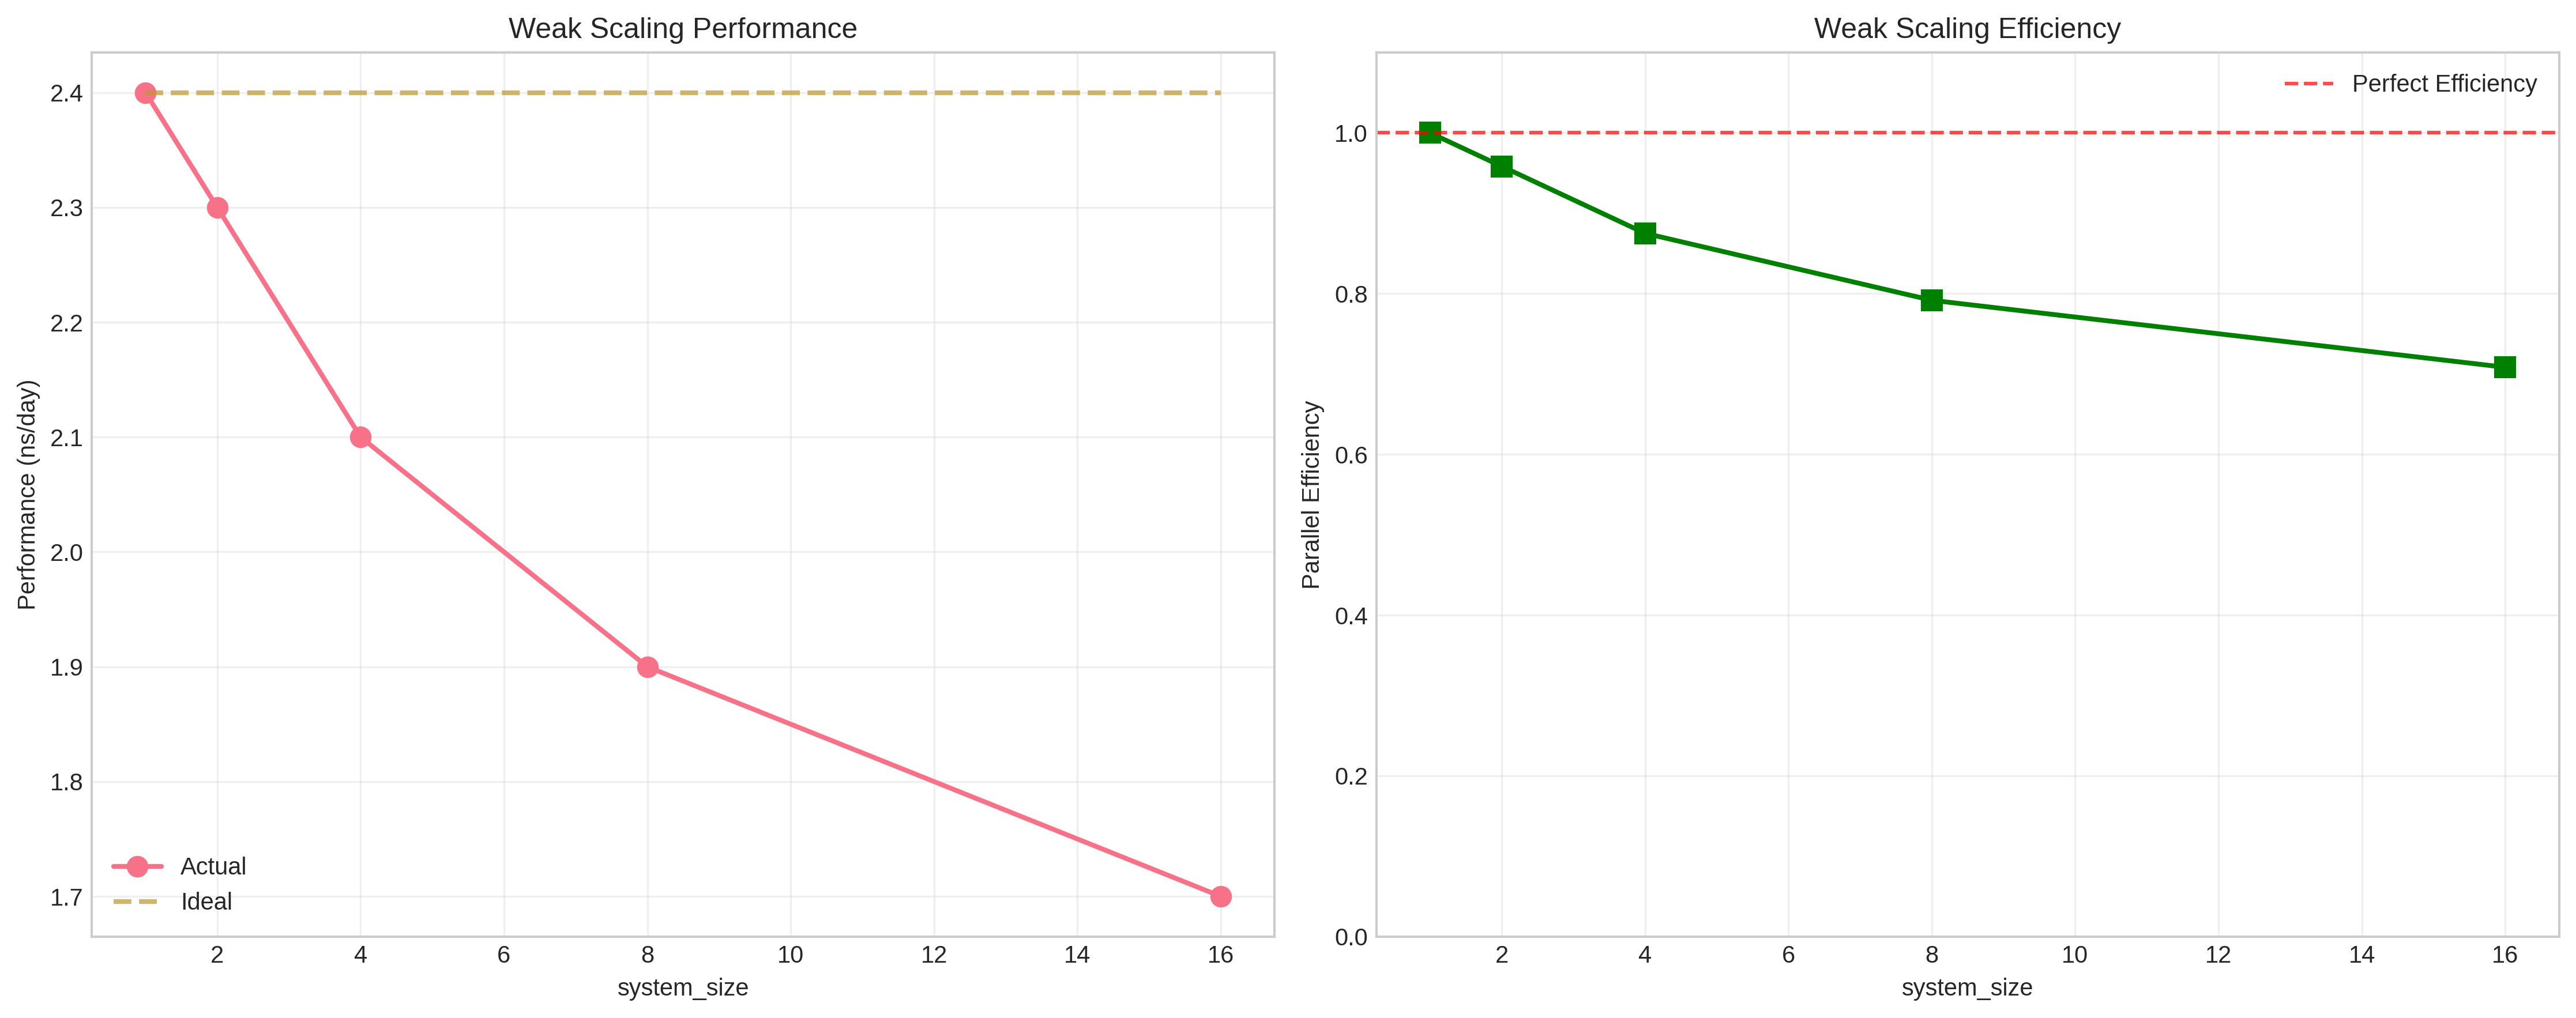 Weak Scaling Performance
Performance (ns/day)
2.4
2.3
2.2
2.1
2.0
1.9
1.8
1.7
Actual
Ideal
2 4 6 8 10 12 14 16
system_size
Weak Scaling Efficiency
Parallel Efficiency
Perfect Efficiency
1.0
0.8
0.6
0.4
0.2
0.0
2 4 6 8 10 12 14 16
system_size